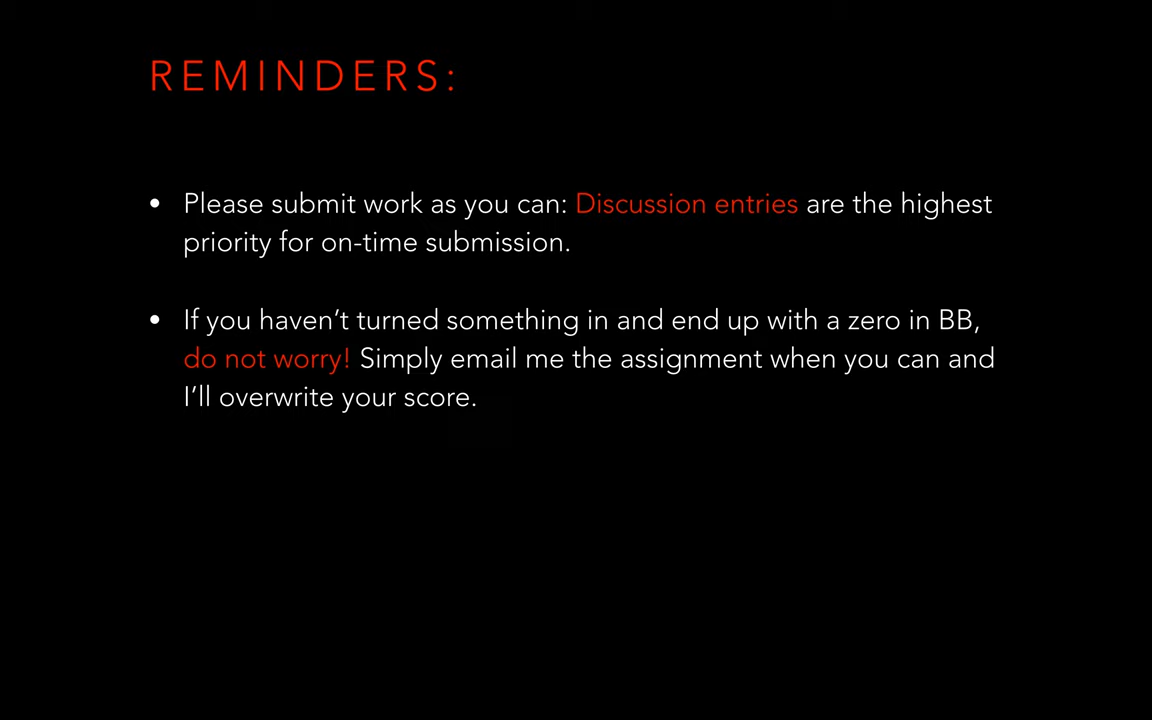 REMINDERS:
• Please submit work as you can: Discussion entries are the highest
priority for on-time submission.
• If you haven’t turned something in and end up with a zero in BB,
do not worry! Simply email me the assignment when you can and
I’ll overwrite your score.